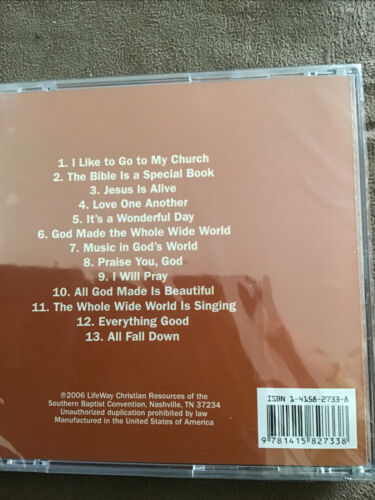 1. I Like to Go to My Church
2. The Bible Is a Special Book
3. Jesus Is Alive
4. Love One Another
5. It's a Wonderful Day
6. God Made the Whole Wide World
7. Music in God's World
8. Praise You, God
9. I Will Pray
10. All God Made Is Beautiful
11. The Whole Wide World Is Singing
12. Everything Good
13. All Fall Down
℗2006 LifeWay Christian Resources of the
Southern Baptist Convention, Nashville, TN 37234
Unauthorized duplication prohibited by law
Manufactured in the United States of America
ISBN 1-4158-2733-8
9 781415 827338